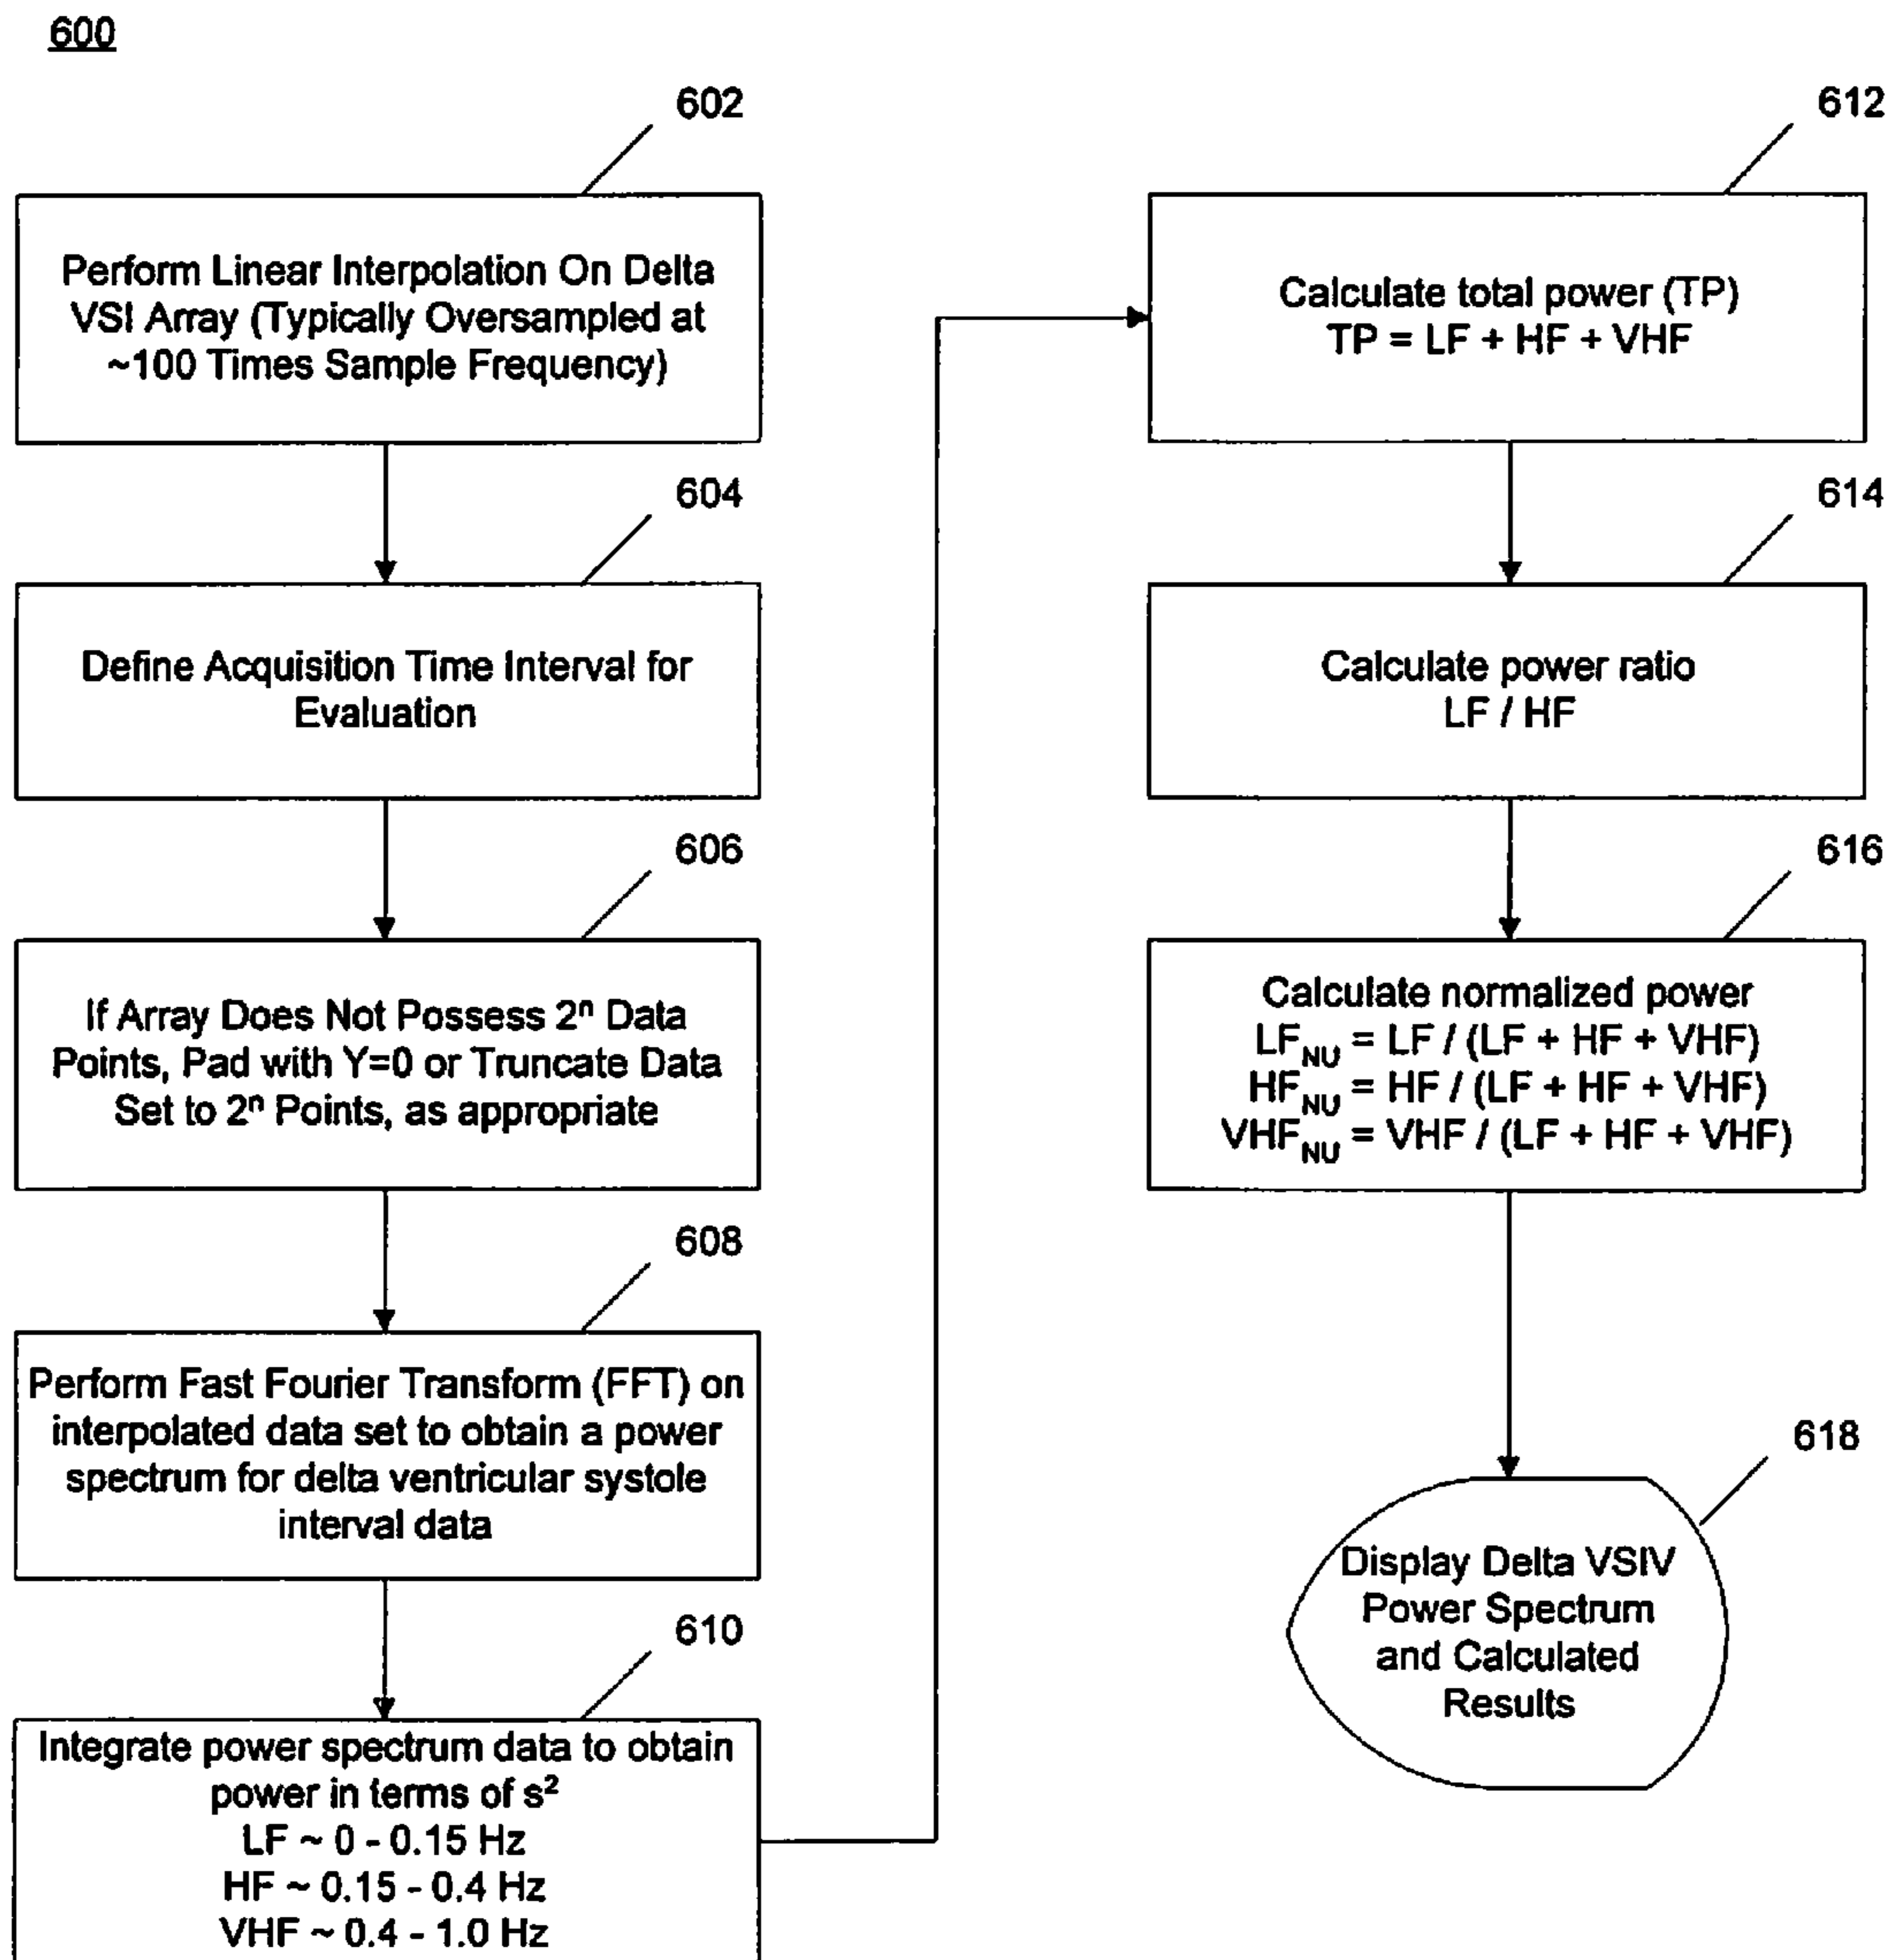 600
602
Perform Linear Interpolation On Delta
VSI Array (Typically Oversampled at
~100 Times Sample Frequency)
604
Define Acquisition Time Interval for
Evaluation
606
If Array Does Not Possess 2ⁿ Data
Points, Pad with Y=0 or Truncate Data
Set to 2ⁿ Points, as appropriate
608
Perform Fast Fourier Transform (FFT) on
interpolated data set to obtain a power
spectrum for delta ventricular systole
interval data
610
Integrate power spectrum data to obtain
power in terms of s²
LF ~ 0 - 0.15 Hz
HF ~ 0.15 - 0.4 Hz
VHF ~ 0.4 - 1.0 Hz
612
Calculate total power (TP)
TP = LF + HF + VHF
614
Calculate power ratio
LF / HF
616
Calculate normalized power
LF_NU = LF / (LF + HF + VHF)
HF_NU = HF / (LF + HF + VHF)
VHF_NU = VHF / (LF + HF + VHF)
618
Display Delta VSIV
Power Spectrum
and Calculated
Results